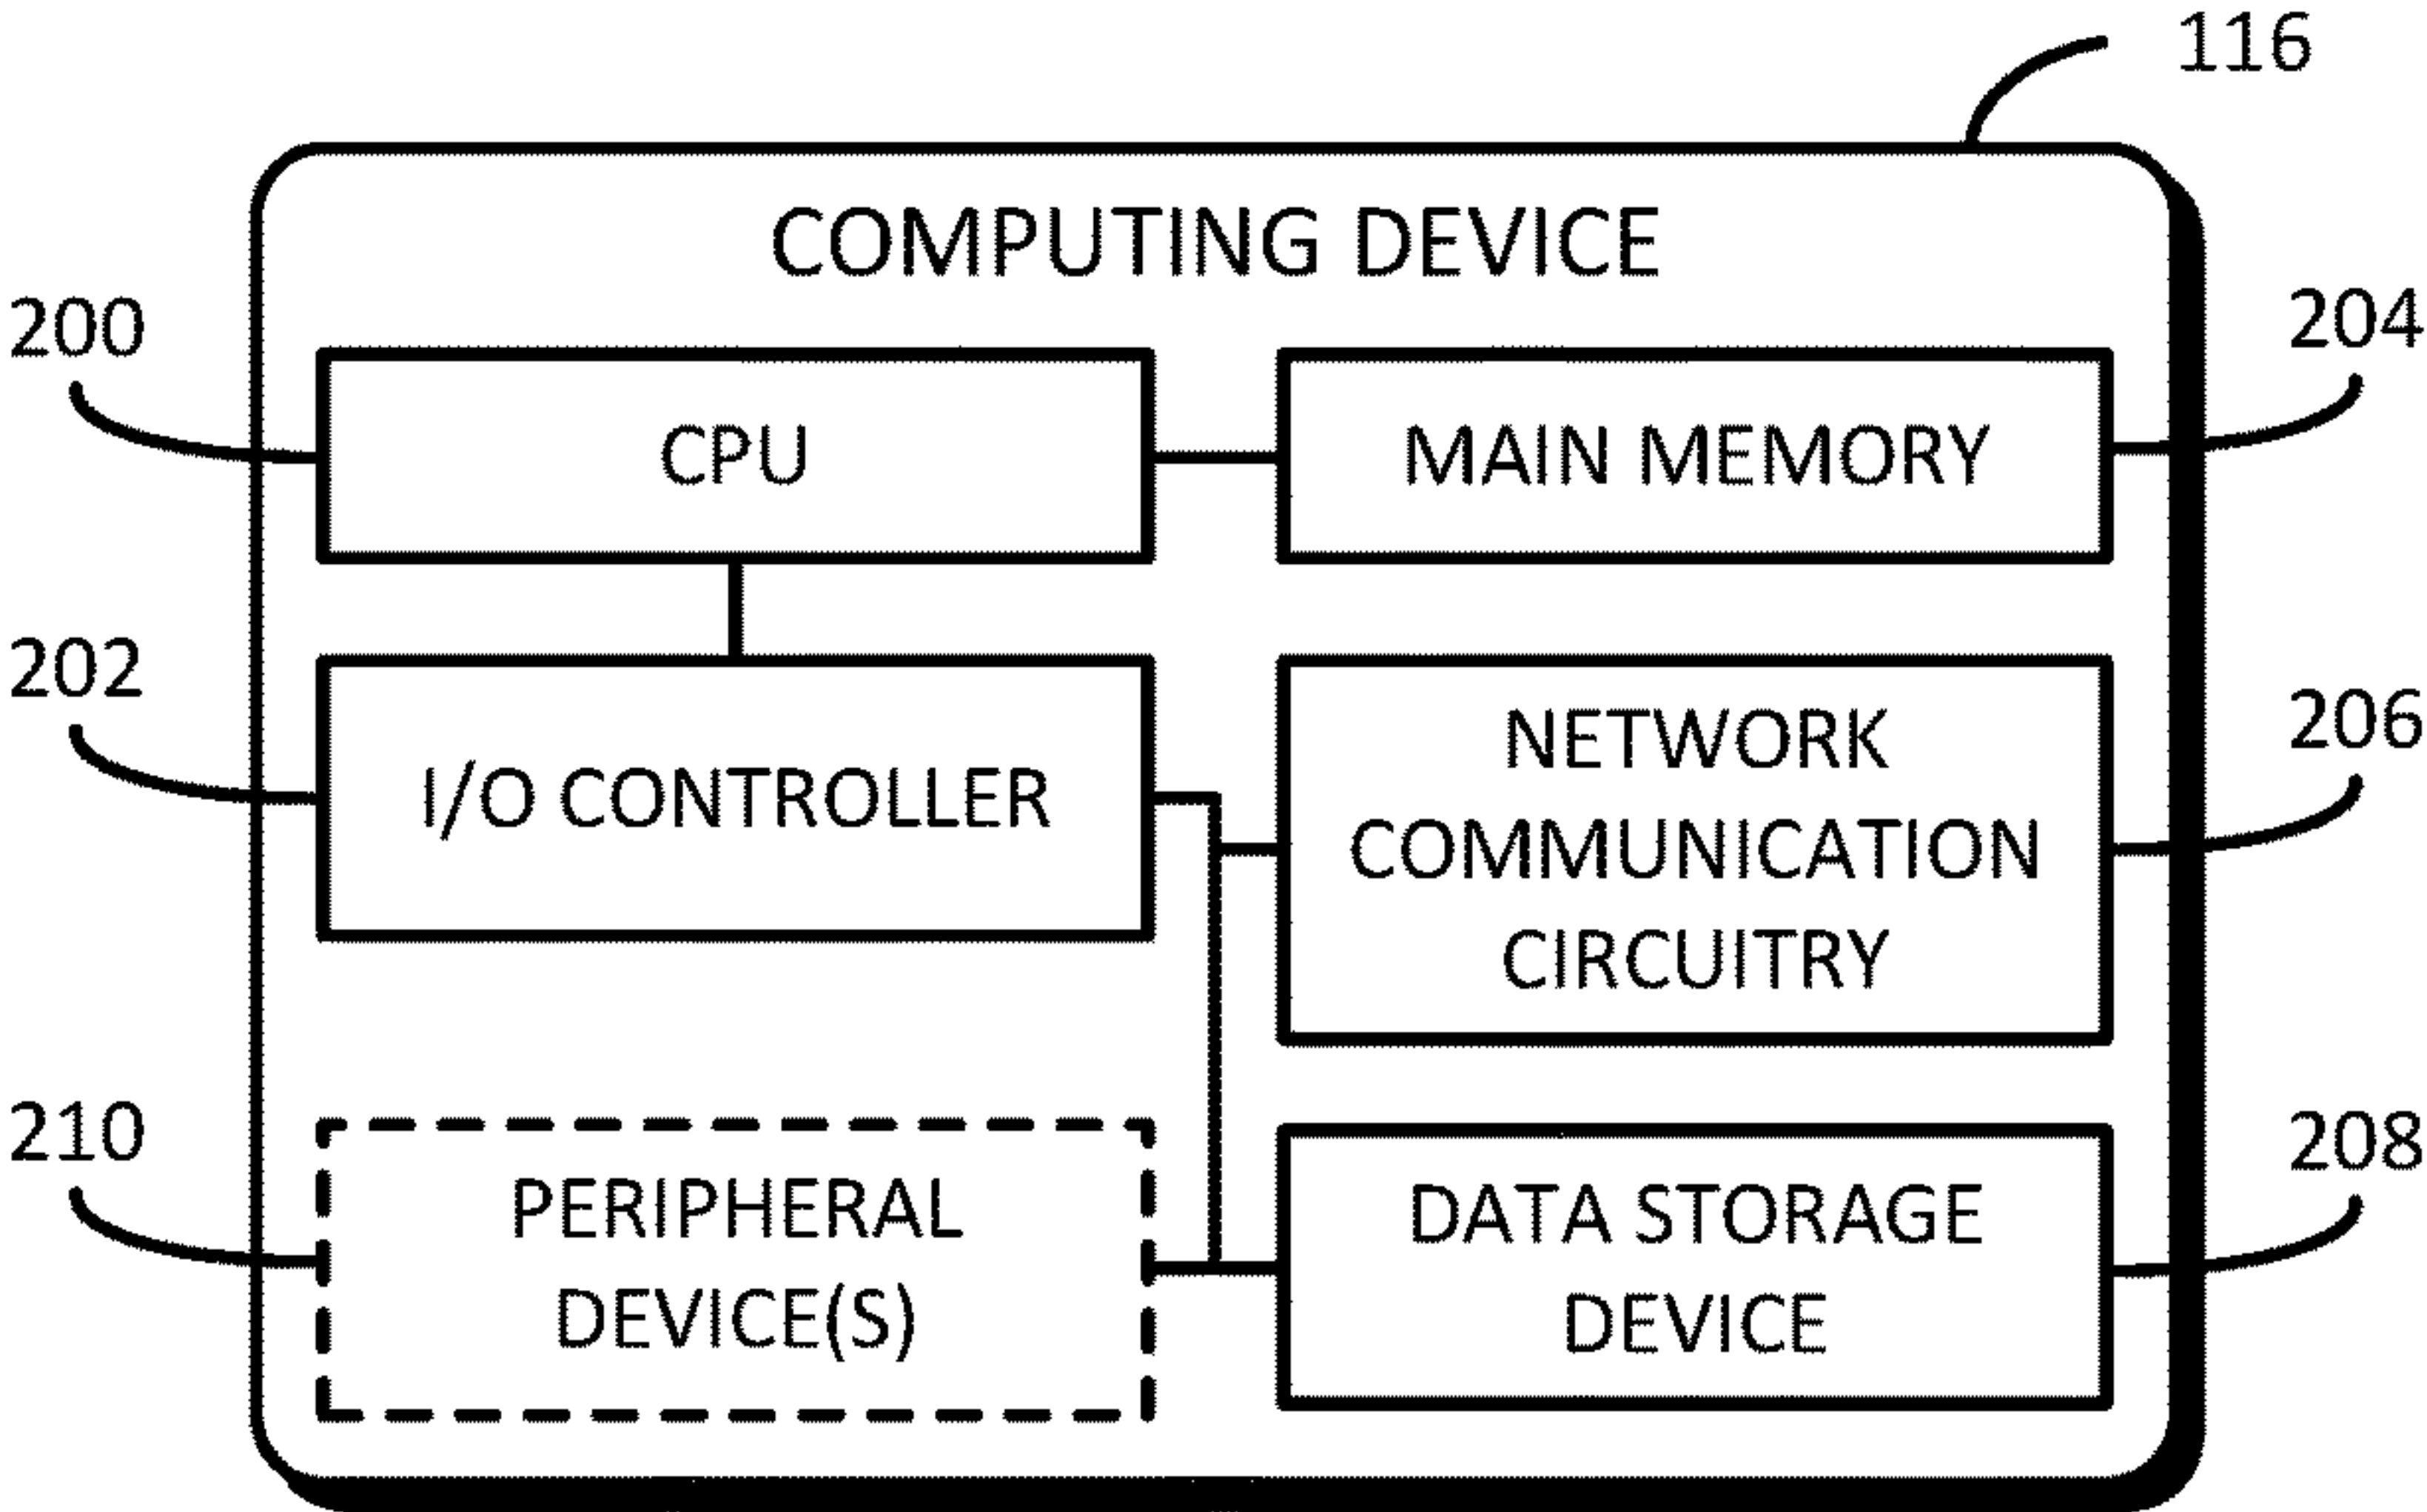 116
COMPUTING DEVICE
200
204
CPU
MAIN MEMORY
202
206
I/O CONTROLLER
NETWORK
COMMUNICATION
CIRCUITRY
210
208
PERIPHERAL
DEVICE(S)
DATA STORAGE
DEVICE